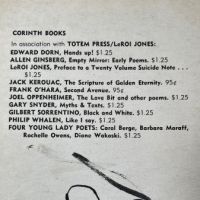 CORINTH BOOKS
In association with TOTEM PRESS/LeROI JONES:
EDWARD DORN, Hands up! $1.25
ALLEN GINSBERG, Empty Mirror: Early Poems. $1.25
LeROI JONES, Preface to a Twenty Volume Suicide Note . . .
$1.25
JACK KEROUAC, The Scripture of Golden Eternity. 95¢
FRANK O'HARA, Second Avenue. 95¢
JOEL OPPENHEIMER, The Love Bit and other poems. $1.25
GARY SNYDER, Myths & Texts. $1.25
GILBERT SORRENTINO, Black and White. $1.25
PHILIP WHALEN, Like I say. $1.25
FOUR YOUNG LADY POETS: Carol Berge, Barbara Moraff,
Rochelle Owens, Diane Wakoski. $1.25